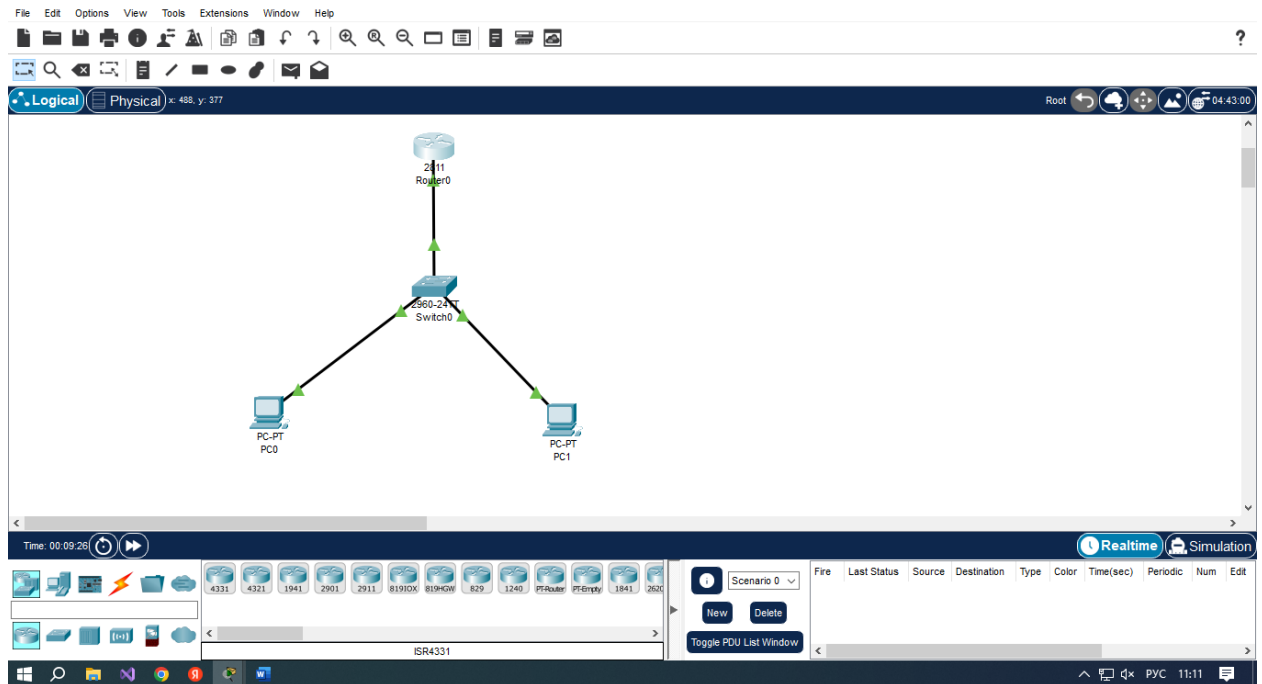 File Edit Options View Tools Extensions Window Help
?
Logical Physical x: 488, y: 377 Root 04:43:00
2811
Router0
2960-24TT
Switch0
PC-PT
PC0
PC-PT
PC1
Time: 00:09:26 Realtime Simulation
4331 4321 1941 2901 2911 819IOX 819HGW 829 1240 PT-Router PT-Empty 1841 262
ISR4331
Scenario 0
New Delete
Toggle PDU List Window
Fire Last Status Source Destination Type Color Time(sec) Periodic Num Edit
РУС 11:11